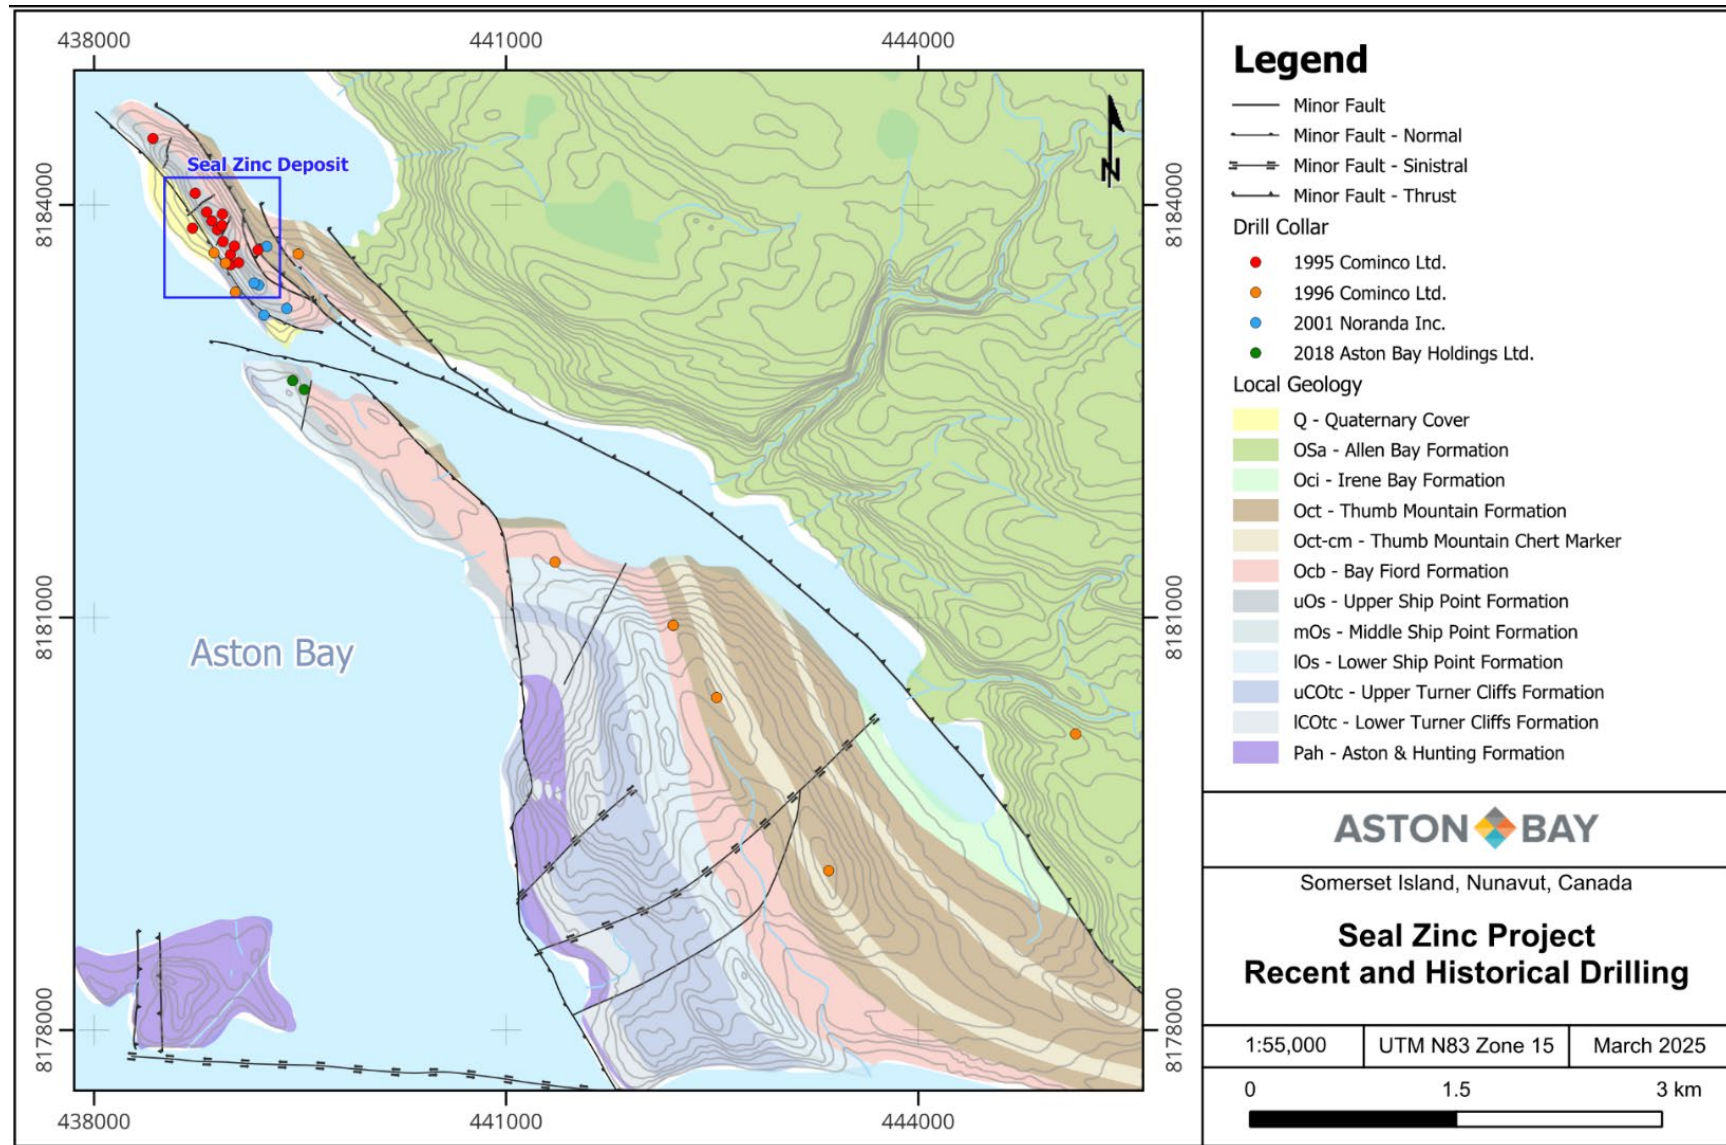 438000
441000
444000
8184000
8181000
8178000
8184000
8181000
8178000
438000
441000
444000
N
Seal Zinc Deposit
Aston Bay
Legend
Minor Fault
Minor Fault - Normal
Minor Fault - Sinistral
Minor Fault - Thrust
Drill Collar
1995 Cominco Ltd.
1996 Cominco Ltd.
2001 Noranda Inc.
2018 Aston Bay Holdings Ltd.
Local Geology
Q - Quaternary Cover
OSa - Allen Bay Formation
Oci - Irene Bay Formation
Oct - Thumb Mountain Formation
Oct-cm - Thumb Mountain Chert Marker
Ocb - Bay Fiord Formation
uOs - Upper Ship Point Formation
mOs - Middle Ship Point Formation
lOs - Lower Ship Point Formation
uCOtc - Upper Turner Cliffs Formation
lCOtc - Lower Turner Cliffs Formation
Pah - Aston & Hunting Formation
ASTON BAY
Somerset Island, Nunavut, Canada
Seal Zinc Project
Recent and Historical Drilling
1:55,000
UTM N83 Zone 15
March 2025
0 1.5 3 km